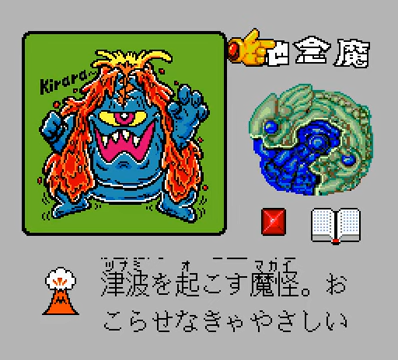 Kirara
念魔
ツナミ オ マカイ
津波を起こす魔怪。お
こらせなきゃやさしい